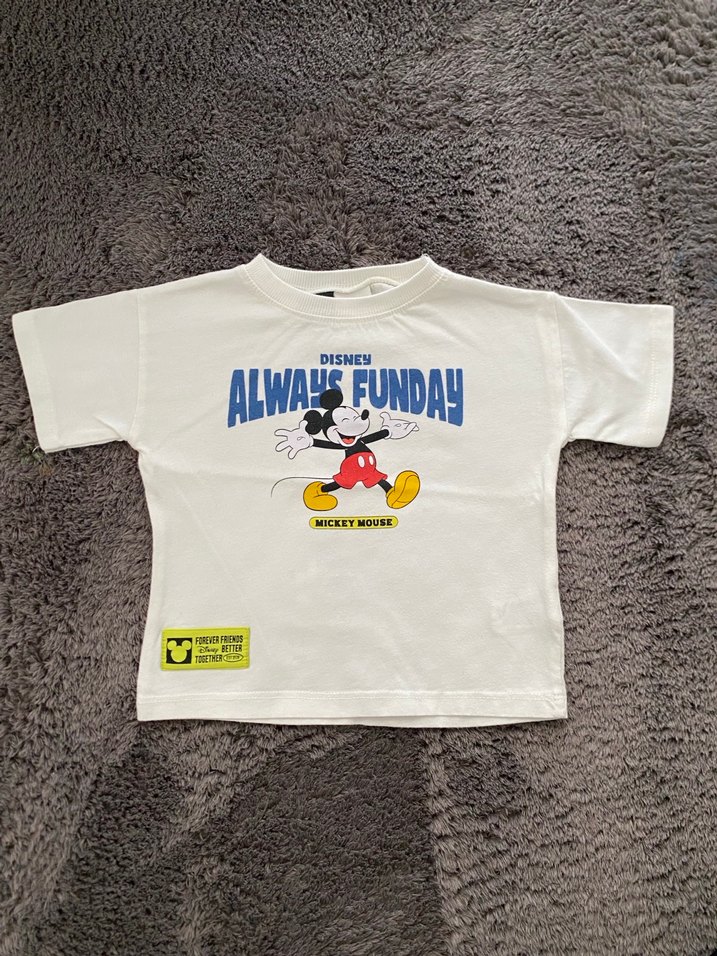 DISNEY
ALWAYS FUNDAY
MICKEY MOUSE
FOREVER FRIENDS
Disney BETTER
TOGETHER